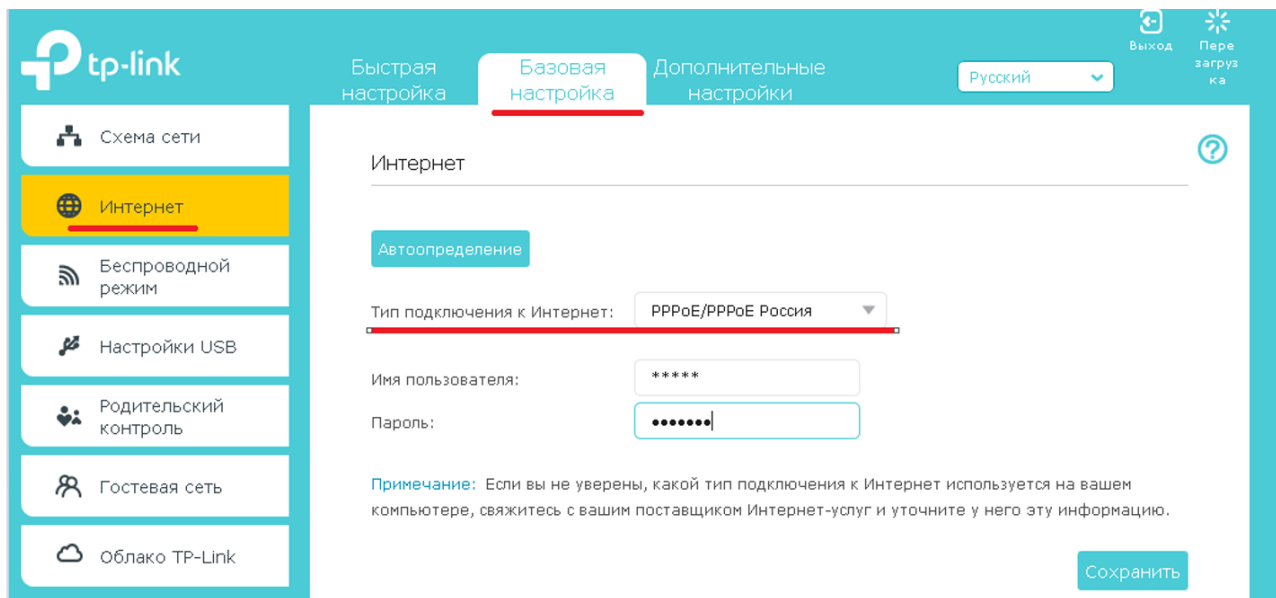 tp-link
Быстрая
настройка
Базовая
настройка
Дополнительные
настройки
Русский
Выход
Пере
загруз
ка
Схема сети
Интернет
Беспроводной
режим
Настройки USB
Родительский
контроль
Гостевая сеть
Облако TP-Link
Интернет
Автоопределение
Тип подключения к Интернет: PPPoE/PPPoE Россия
Имя пользователя: *****
Пароль: •••••••
Примечание: Если вы не уверены, какой тип подключения к Интернет используется на вашем
компьютере, свяжитесь с вашим поставщиком Интернет-услуг и уточните у него эту информацию.
Сохранить